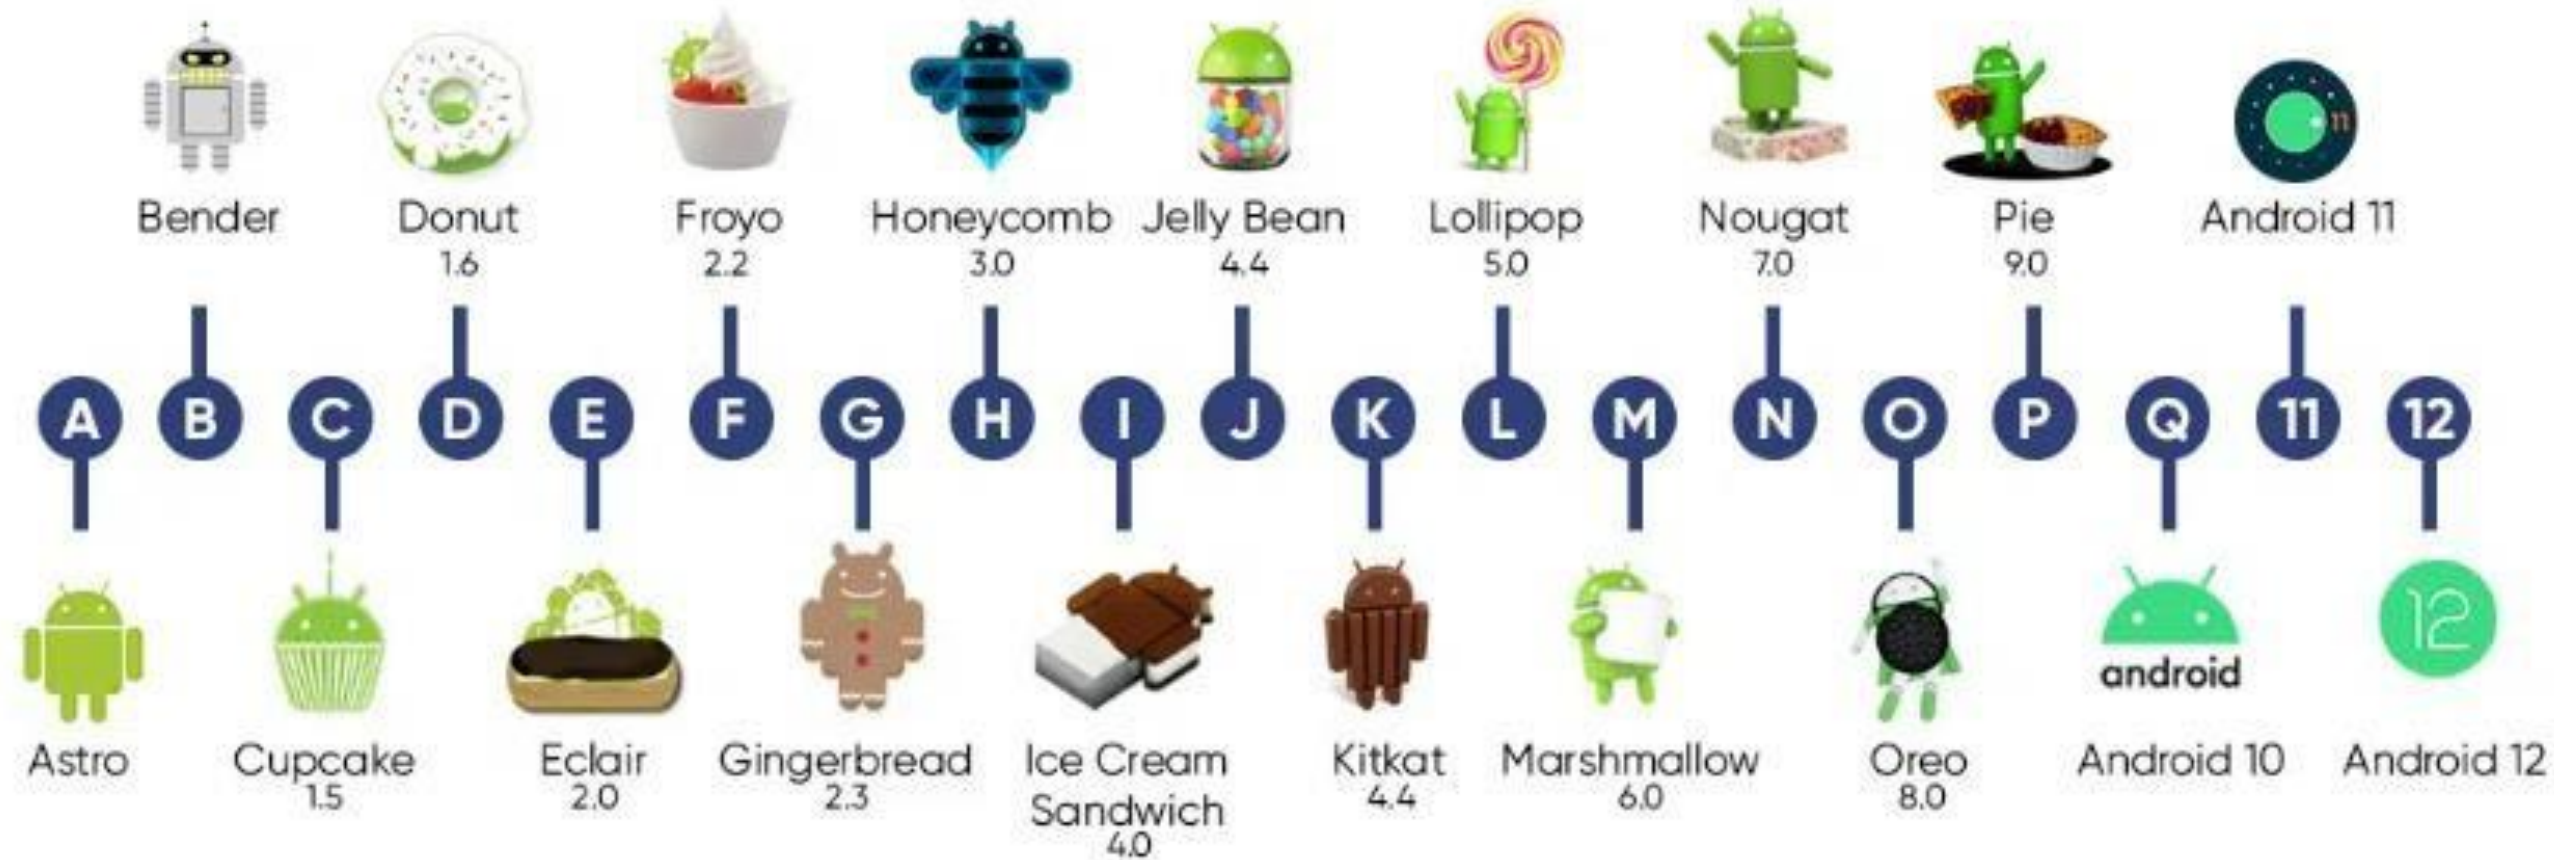 11
Bender
Donut
1.6
Froyo
2.2
Honeycomb
3.0
Jelly Bean
4.4
Lollipop
5.0
Nougat
7.0
Pie
9.0
Android 11
A B C D E F G H I J K L M N O P Q 11 12
12
android
Astro
Cupcake
1.5
Eclair
2.0
Gingerbread
2.3
Ice Cream
Sandwich
4.0
Kitkat
4.4
Marshmallow
6.0
Oreo
8.0
Android 10
Android 12